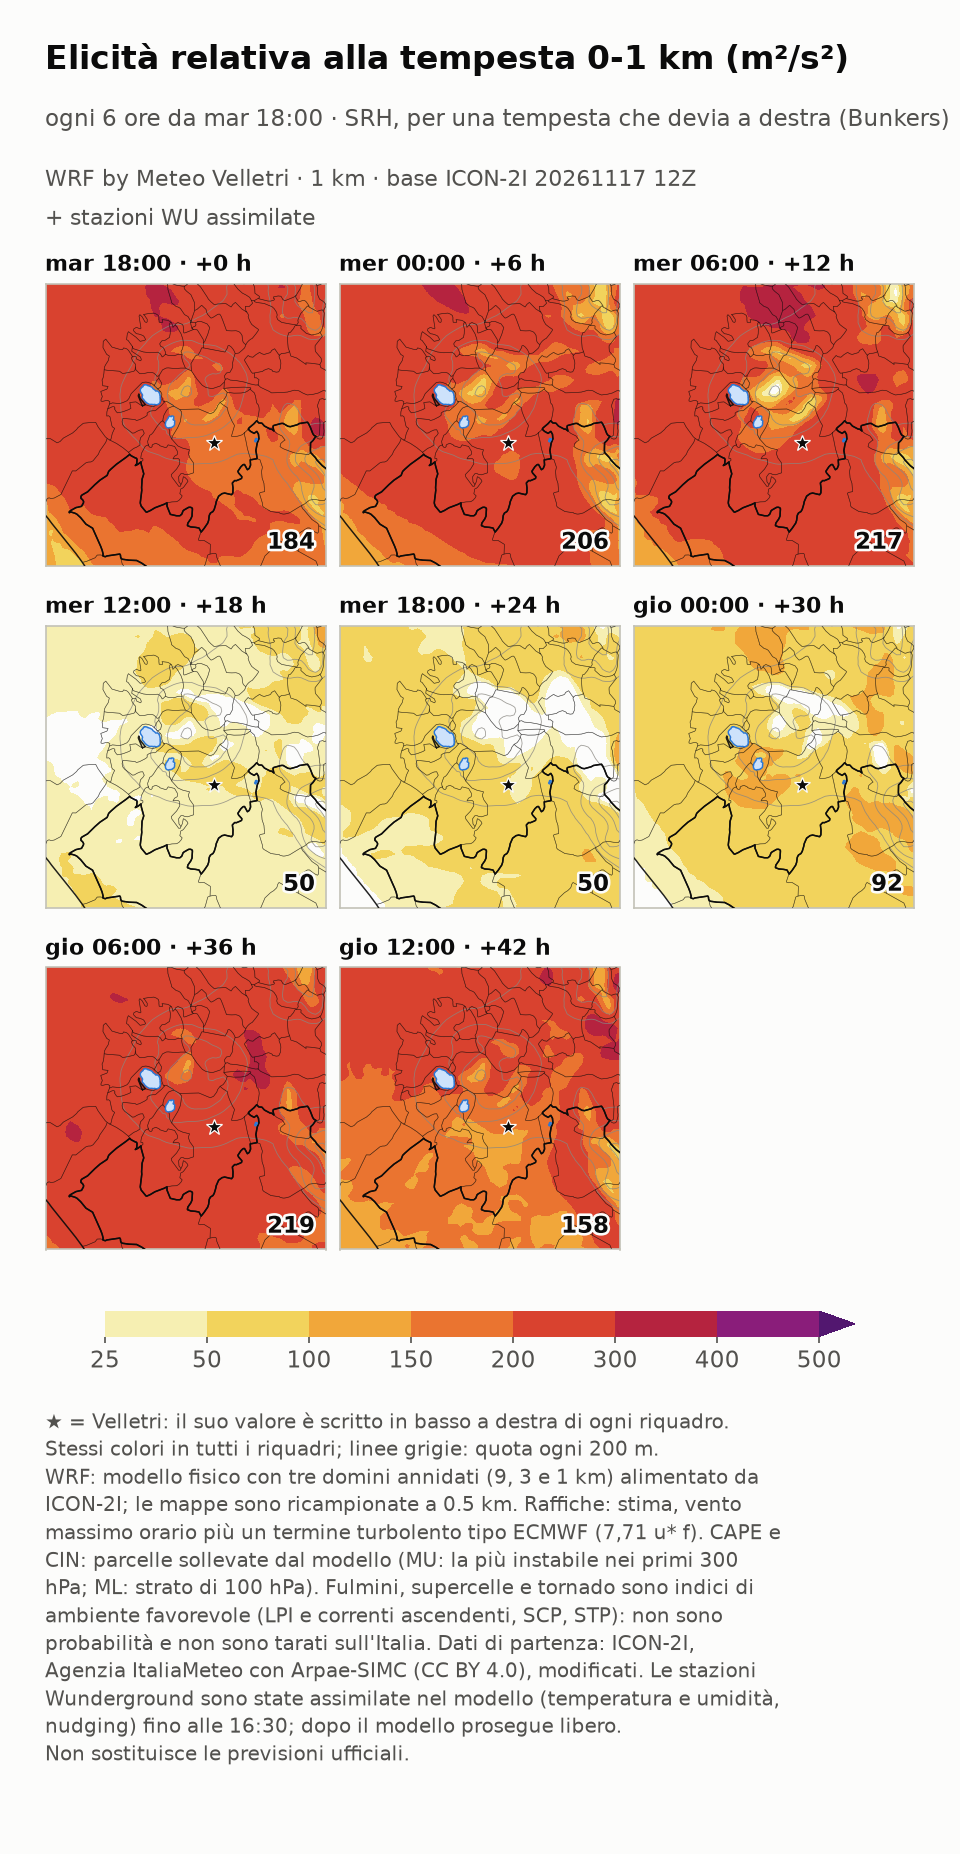 Elicità relativa alla tempesta 0-1 km (m²/s²)
ogni 6 ore da mar 18:00 · SRH, per una tempesta che devia a destra (Bunkers)
WRF by Meteo Velletri · 1 km · base ICON-2I 20261117 12Z
+ stazioni WU assimilate
mar 18:00 · +0 h
mer 00:00 · +6 h
mer 06:00 · +12 h
184
206
217
mer 12:00 · +18 h
mer 18:00 · +24 h
gio 00:00 · +30 h
50
50
92
gio 06:00 · +36 h
gio 12:00 · +42 h
219
158
25 50 100 150 200 300 400 500
★ = Velletri: il suo valore è scritto in basso a destra di ogni riquadro.
Stessi colori in tutti i riquadri; linee grigie: quota ogni 200 m.
WRF: modello fisico con tre domini annidati (9, 3 e 1 km) alimentato da
ICON-2I; le mappe sono ricampionate a 0.5 km. Raffiche: stima, vento
massimo orario più un termine turbolento tipo ECMWF (7,71 u* f). CAPE e
CIN: parcelle sollevate dal modello (MU: la più instabile nei primi 300
hPa; ML: strato di 100 hPa). Fulmini, supercelle e tornado sono indici di
ambiente favorevole (LPI e correnti ascendenti, SCP, STP): non sono
probabilità e non sono tarati sull'Italia. Dati di partenza: ICON-2I,
Agenzia ItaliaMeteo con Arpae-SIMC (CC BY 4.0), modificati. Le stazioni
Wunderground sono state assimilate nel modello (temperatura e umidità,
nudging) fino alle 16:30; dopo il modello prosegue libero.
Non sostituisce le previsioni ufficiali.